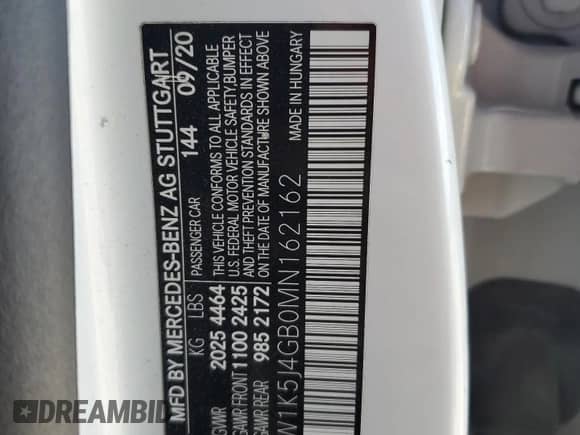 MFD BY MERCEDES-BENZ AG STUTTGART
144 09/20
KG LBS PASSENGER CAR
GVWR 2025 4464
GAWR FRONT 1100 2425
GAWR REAR 985 2172
THIS VEHICLE CONFORMS TO ALL APPLICABLE
U.S. FEDERAL MOTOR VEHICLE SAFETY, BUMPER
AND THEFT PREVENTION STANDARDS IN EFFECT
ON THE DATE OF MANUFACTURE SHOWN ABOVE
W1K5J4GB0MN162162 MADE IN HUNGARY
DREAMBID